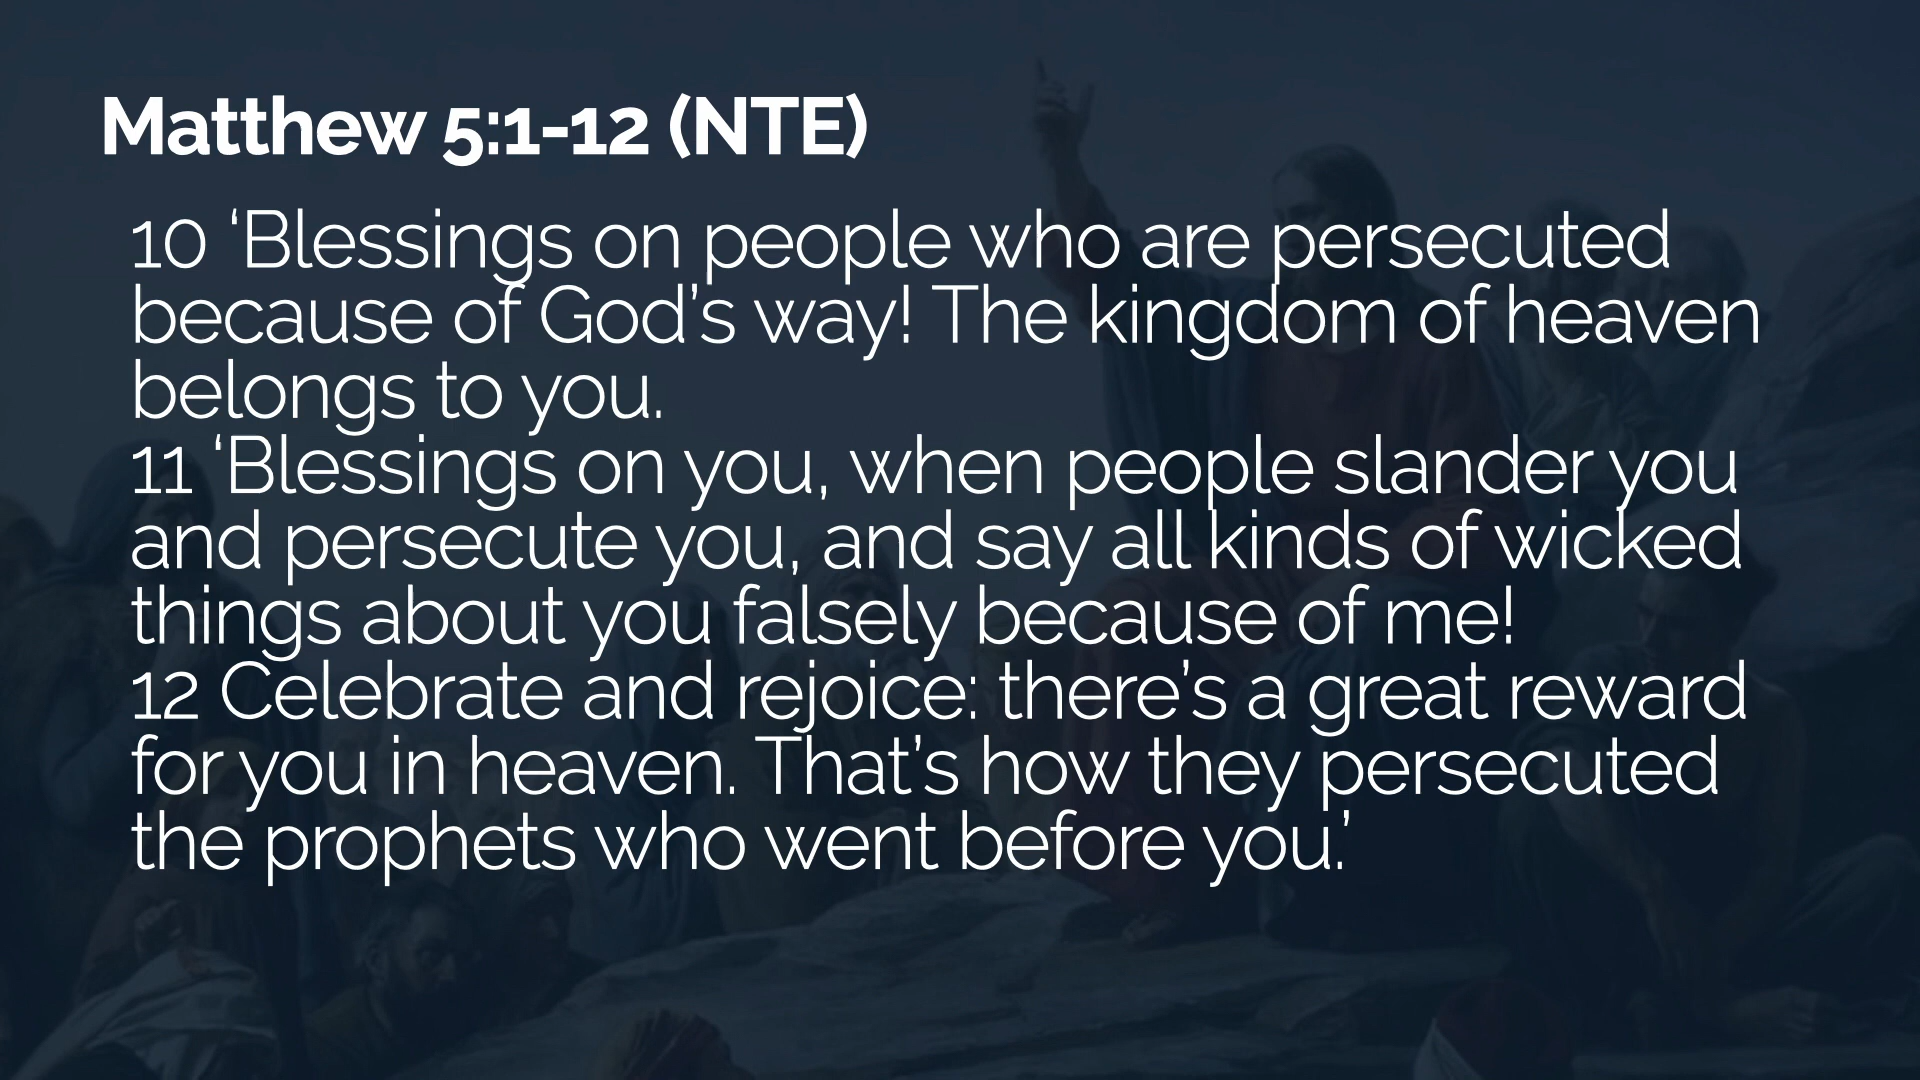 Matthew 5:1-12 (NTE)
10 ‘Blessings on people who are persecuted
because of God’s way! The kingdom of heaven
belongs to you.
11 ‘Blessings on you, when people slander you
and persecute you, and say all kinds of wicked
things about you falsely because of me!
12 Celebrate and rejoice: there’s a great reward
for you in heaven. That’s how they persecuted
the prophets who went before you.’